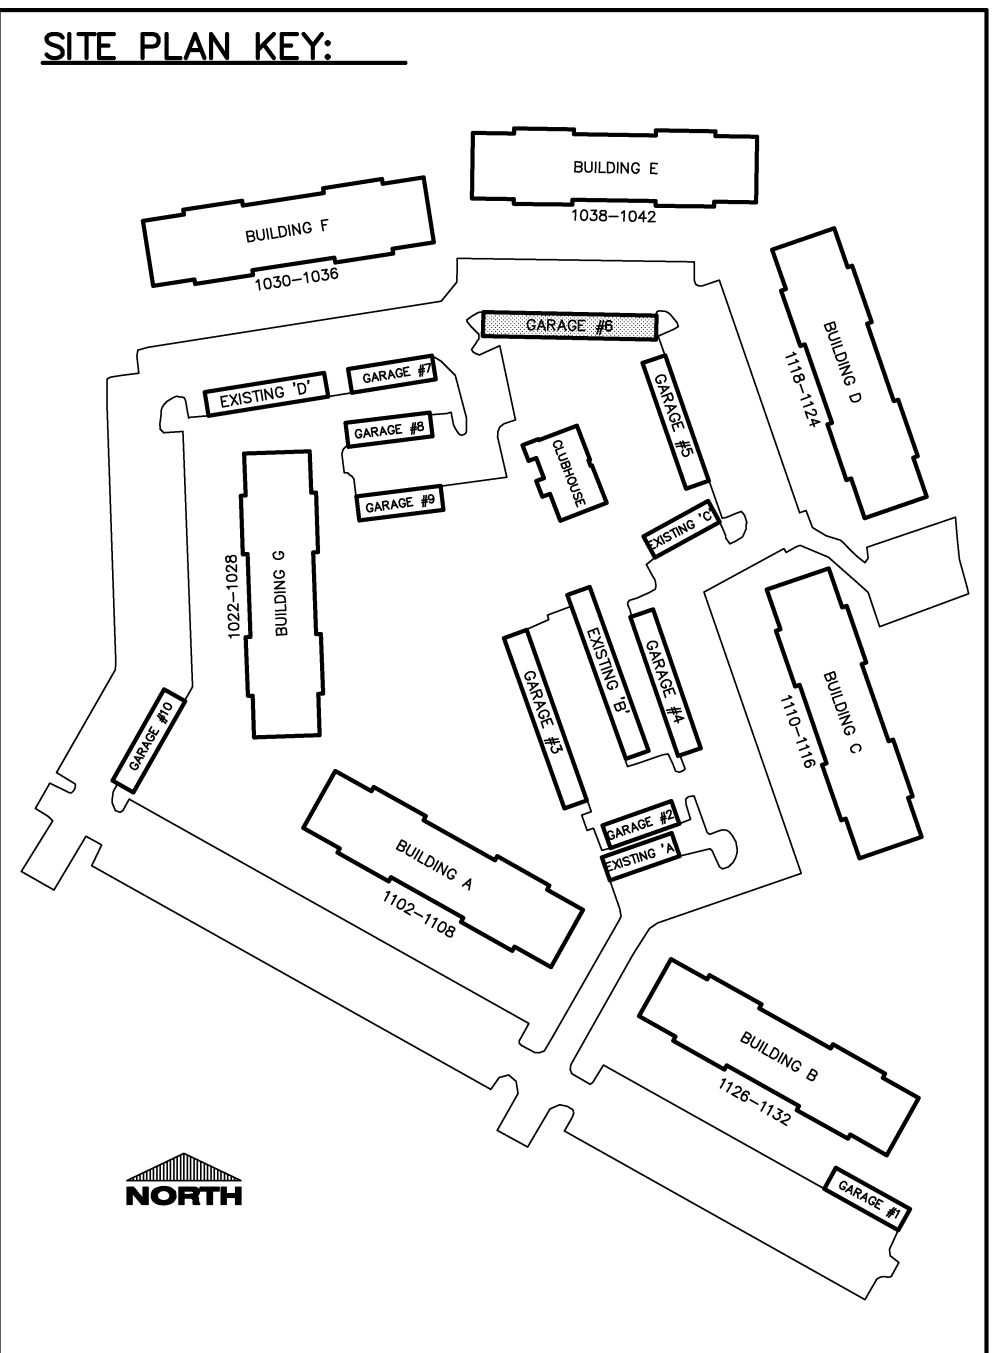 SITE PLAN KEY:
BUILDING E
1038-1042
BUILDING F
1030-1036
GARAGE #6
BUILDING D
1118-1124
GARAGE #7
EXISTING 'D'
GARAGE #5
GARAGE #8
CLUBHOUSE
GARAGE #9
EXISTING 'C'
BUILDING G
1022-1028
EXISTING 'B'
GARAGE #4
GARAGE #3
BUILDING C
1110-1116
GARAGE #10
GARAGE #2
EXISTING 'A
BUILDING A
1102-1108
BUILDING B
1126-1132
NORTH
GARAGE #1